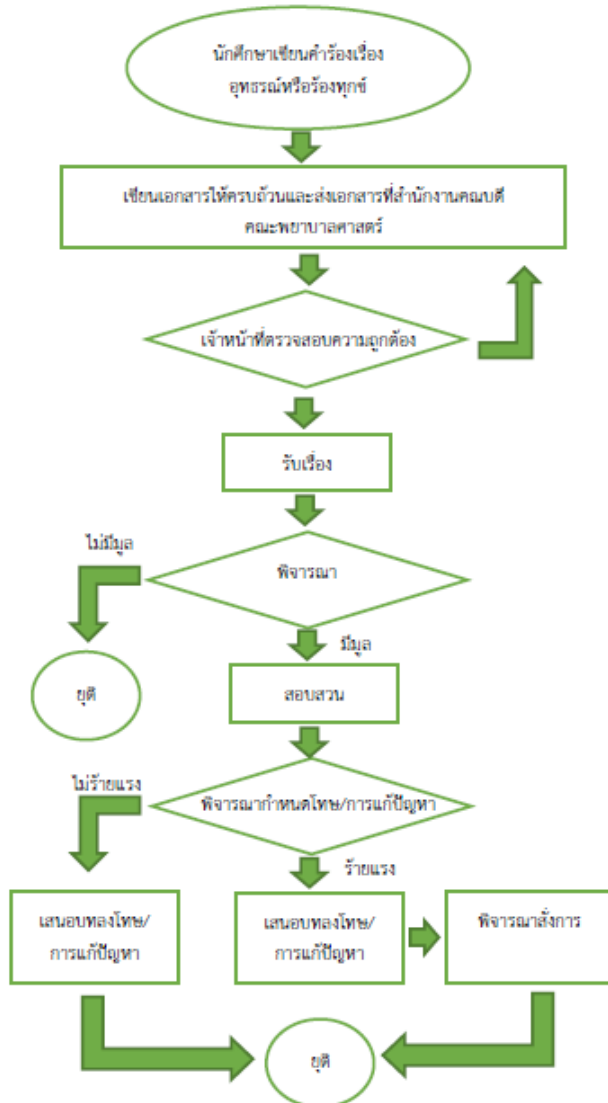 นักศึกษาเขียนคำร้องเรื่อง
อุทธรณ์หรือร้องทุกข์
เขียนเอกสารให้ครบถ้วนและส่งเอกสารที่สำนักงานคณบดี
คณะพยาบาลศาสตร์
เจ้าหน้าที่ตรวจสอบความถูกต้อง
รับเรื่อง
ไม่มีมูล
พิจารณา
มีมูล
ยุติ
สอบสวน
ไม่ร้ายแรง
พิจารณากำหนดโทษ/การแก้ปัญหา
ร้ายแรง
เสนอบทลงโทษ/
การแก้ปัญหา
เสนอบทลงโทษ/
การแก้ปัญหา
พิจารณาสั่งการ
ยุติ